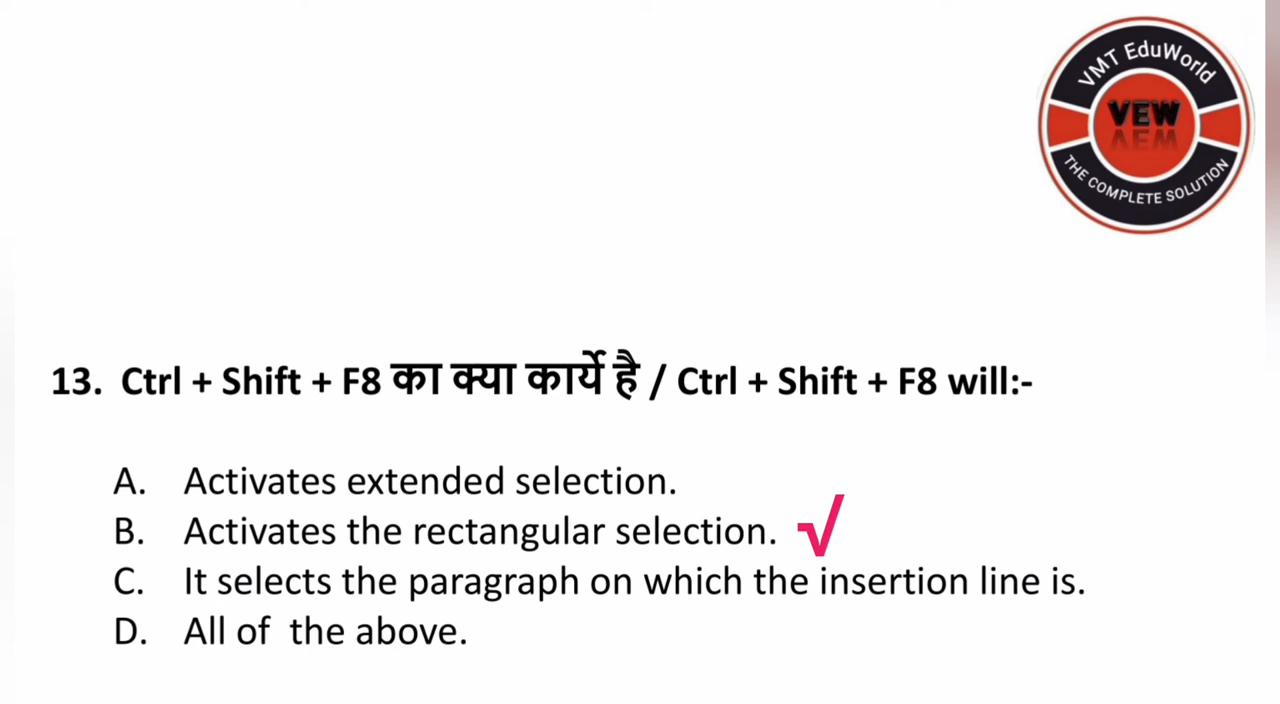 VMT EduWorld
VEW
THE COMPLETE SOLUTION
13. Ctrl + Shift + F8 का क्या कार्ये है / Ctrl + Shift + F8 will:-
A. Activates extended selection.
B. Activates the rectangular selection. √
C. It selects the paragraph on which the insertion line is.
D. All of the above.